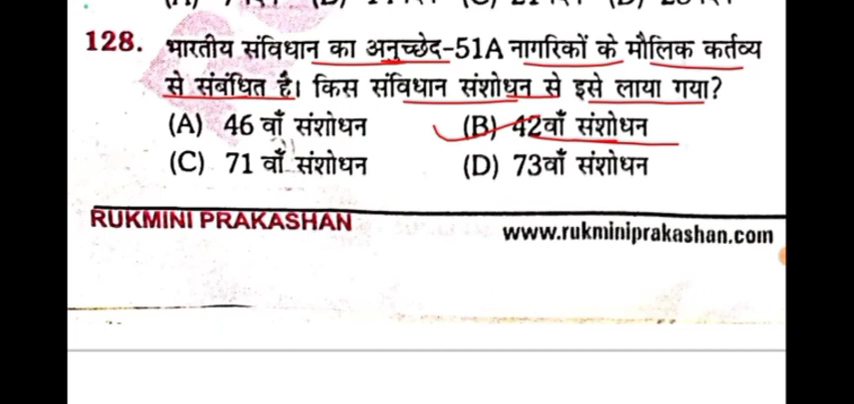 128. भारतीय संविधान का अनुच्छेद-51A नागरिकों के मौलिक कर्तव्य
से संबंधित है। किस संविधान संशोधन से इसे लाया गया?
(A) 46 वाँ संशोधन (B) 42वाँ संशोधन
(C) 71 वाँ संशोधन (D) 73वाँ संशोधन
RUKMINI PRAKASHAN www.rukminiprakashan.com